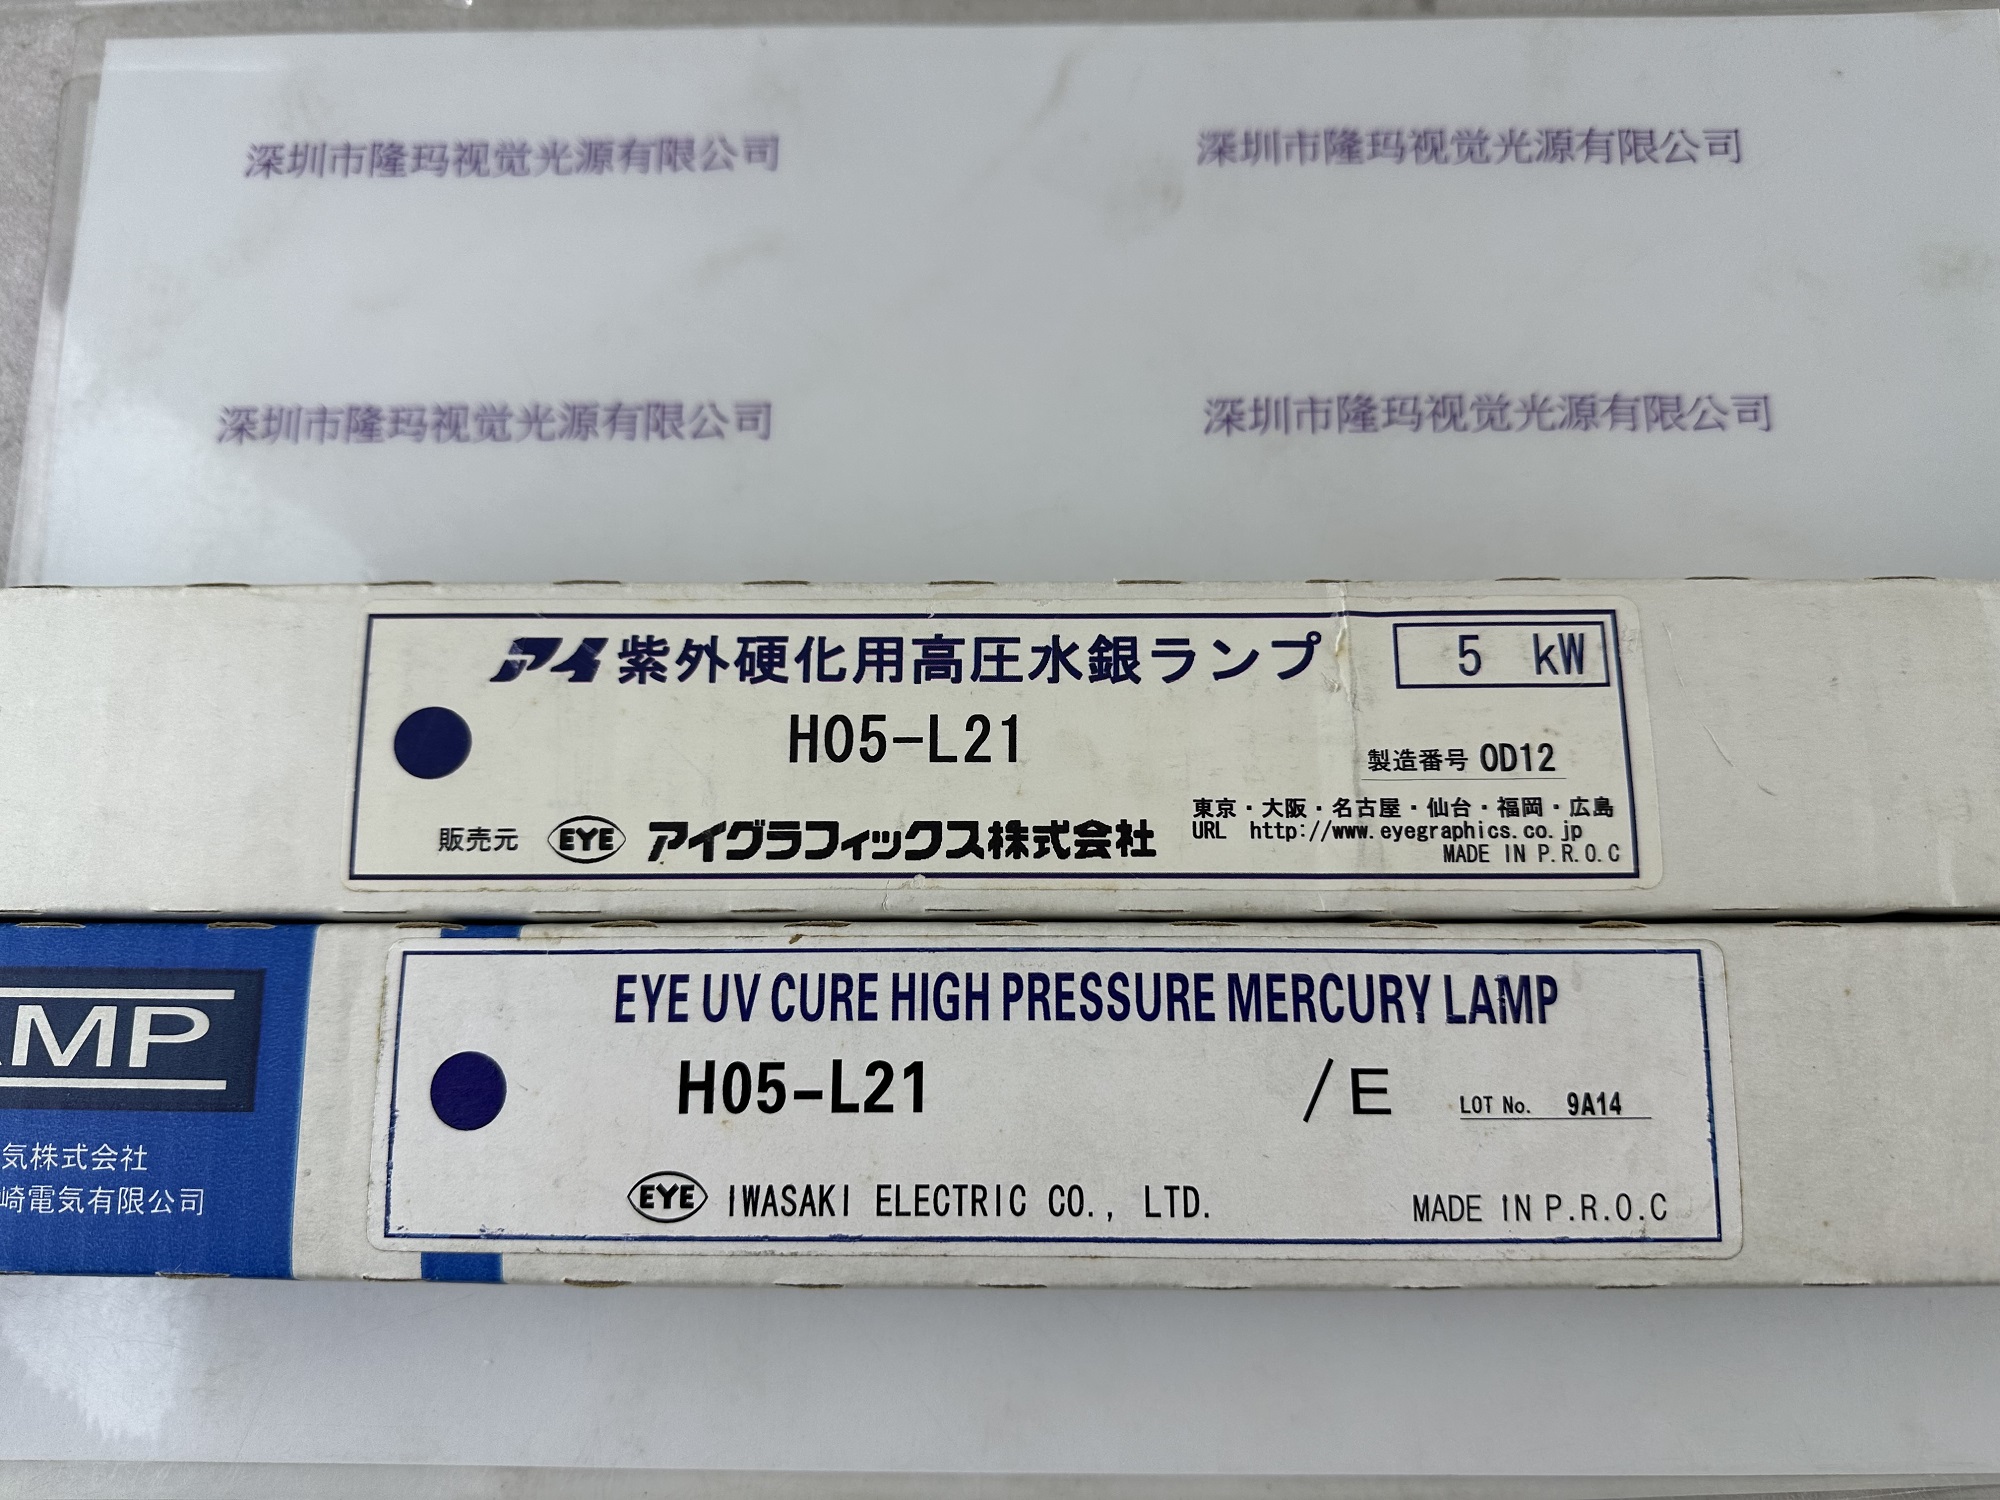 深圳市隆玛视觉光源有限公司 深圳市隆玛视觉光源有限公司
深圳市隆玛视觉光源有限公司 深圳市隆玛视觉光源有限公司
アイ紫外硬化用高圧水銀ランプ 5 kW
H05-L21
製造番号 0D12
販売元 EYE アイグラフィックス株式会社
東京・大阪・名古屋・仙台・福岡・広島
URL http://www.eyegraphics.co.jp
MADE IN P.R.O.C
AMP
気株式会社
崎電気有限公司
EYE UV CURE HIGH PRESSURE MERCURY LAMP
H05-L21 /E LOT No. 9A14
EYE IWASAKI ELECTRIC CO., LTD. MADE IN P.R.O.C